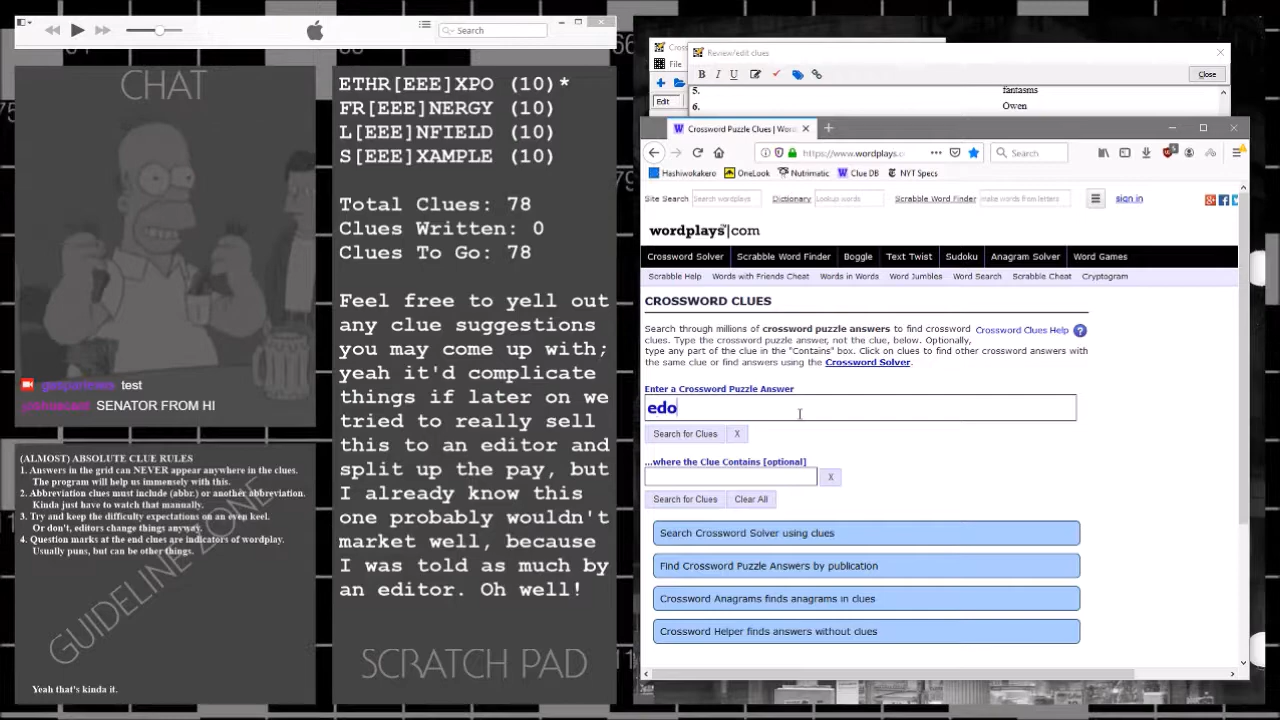 Search
CHAT
gaspariewis test
SENATOR FROM HI
(ALMOST) ABSOLUTE CLUE RULES
1. Answers in the grid can NEVER appear anywhere in the clues.
The program will help us immensely with this.
2. Abbreviation clues must include (abbr.) or another abbreviation.
Kinda just have to watch that manually.
3. Try and keep the difficulty expectations on an even keel.
Or don't, editors change things anyway.
4. Question marks at the end clues are indicators of wordplay.
Usually puns, but can be other things.
GUIDELINE ZONE
Yeah that's kinda it.
ETHR[EEE]XPO (10)*
FR[EEE]NERGY (10)
L[EEE]NFIELD (10)
S[EEE]XAMPLE (10)
Total Clues: 78
Clues Written: 0
Clues To Go: 78
Feel free to yell out
any clue suggestions
you may come up with;
yeah it'd complicate
things if later on we
tried to really sell
this to an editor and
split up the pay, but
I already know this
one probably wouldn't
market well, because
I was told as much by
an editor. Oh well!
SCRATCH PAD
Cross
File
Edit
Review/edit clues
B I U
Close
5. fantasms
6. Owen
Crossword Puzzle Clues | Wor
https://www.wordplays.c
Search
Hashiwokakero OneLook Nutrimatic Clue DB NYT Specs
Site Search Search wordplays Dictionary Lookup words Scrabble Word Finder make words from letters sign in
wordplays|com
Crossword Solver Scrabble Word Finder Boggle Text Twist Sudoku Anagram Solver Word Games
Scrabble Help Words with Friends Cheat Words in Words Word Jumbles Word Search Scrabble Cheat Cryptogram
CROSSWORD CLUES
Search through millions of crossword puzzle answers to find crossword Crossword Clues Help ?
clues. Type the crossword puzzle answer, not the clue, below. Optionally,
type any part of the clue in the "Contains" box. Click on clues to find other crossword answers with
the same clue or find answers using the Crossword Solver.
Enter a Crossword Puzzle Answer
edo
Search for Clues X
...where the Clue Contains [optional]
X
Search for Clues Clear All
Search Crossword Solver using clues
Find Crossword Puzzle Answers by publication
Crossword Anagrams finds anagrams in clues
Crossword Helper finds answers without clues